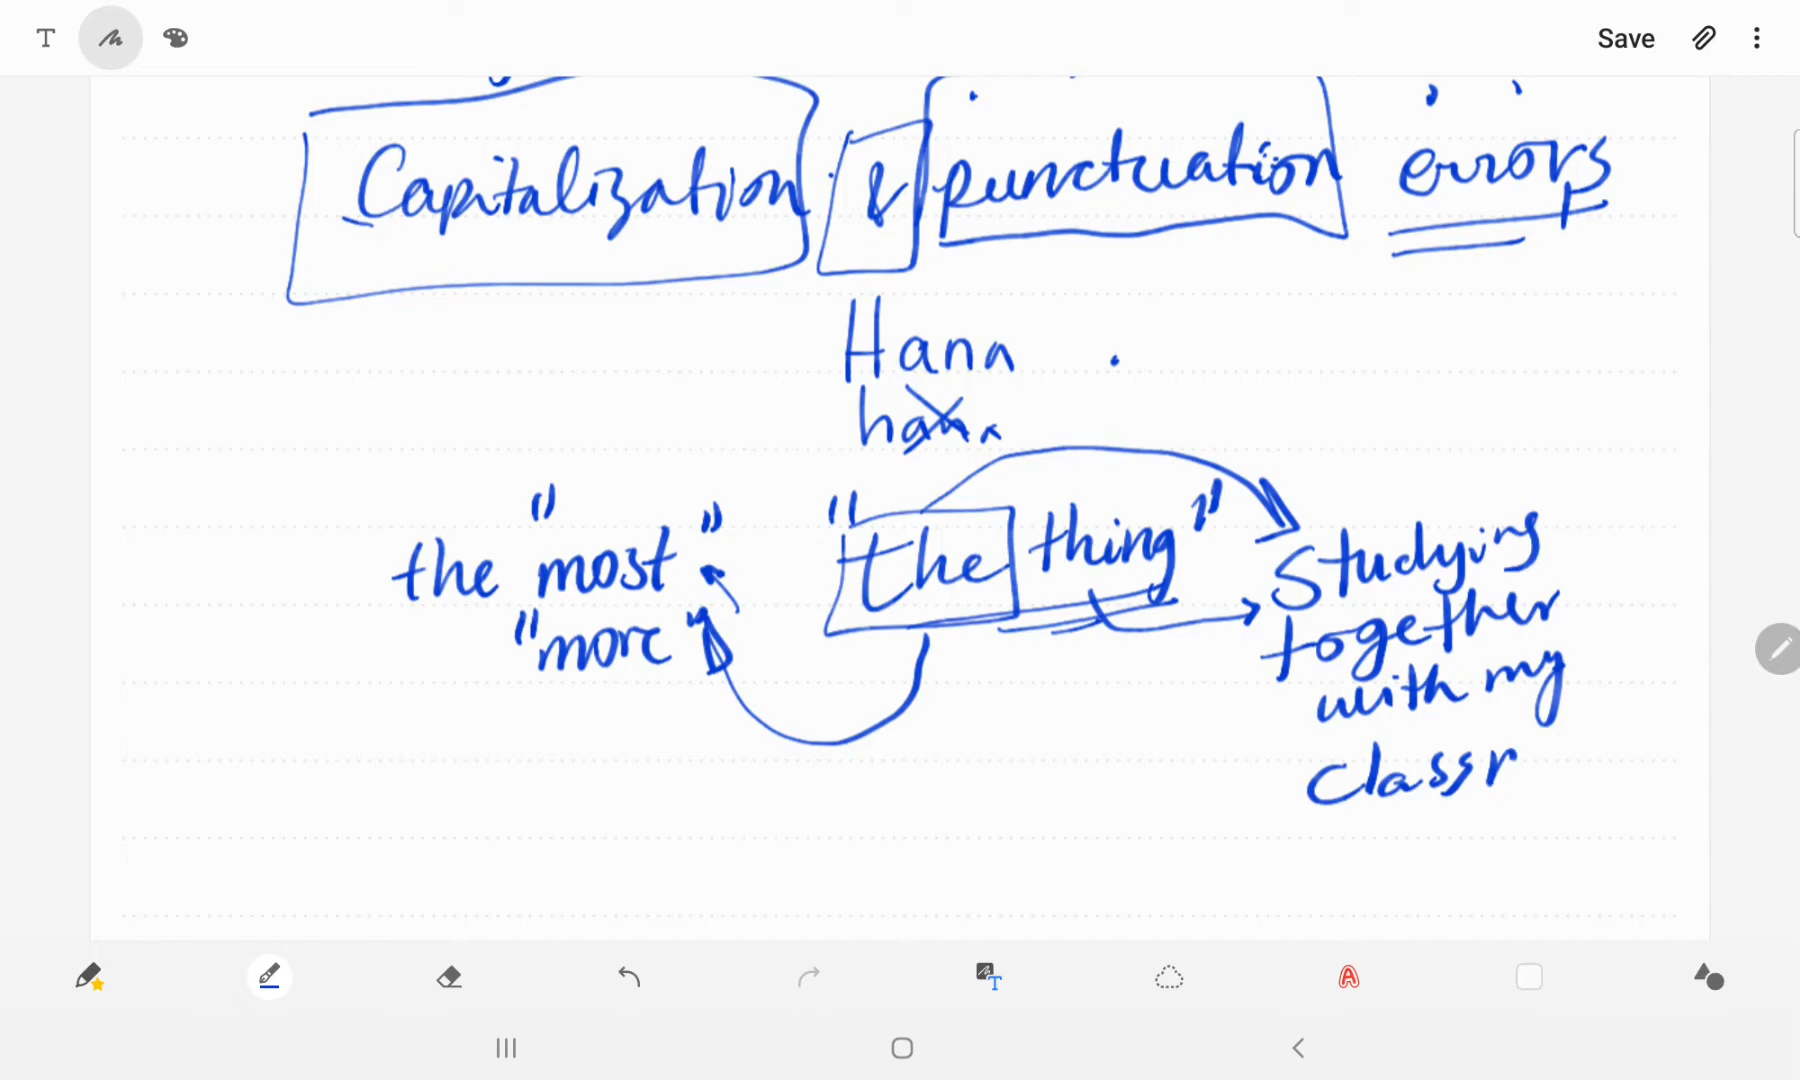 T
Save
Capitalization & punctuation errors
Hana .
hana
the "most" "the thing" Studying
"more" together
with my
classr
T
A